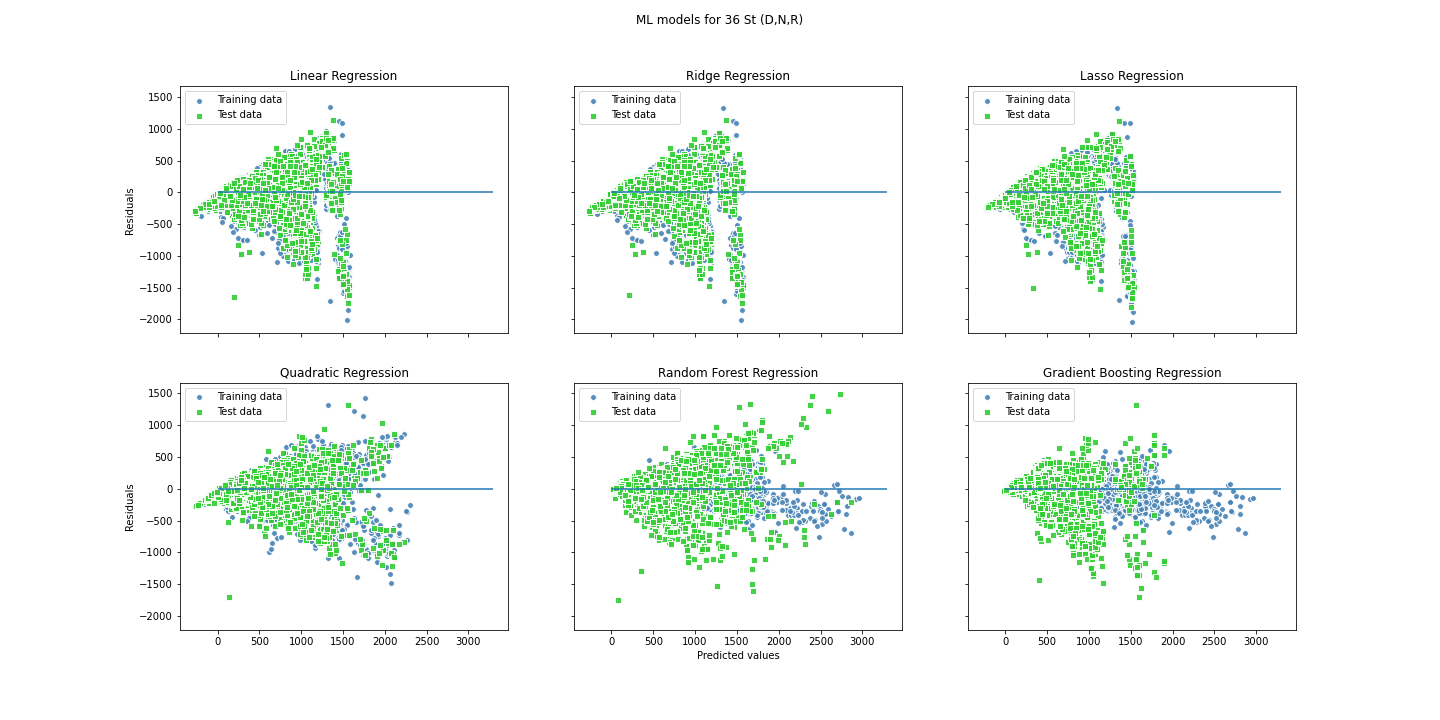 ML models for 36 St (D,N,R)
Linear Regression
Ridge Regression
Lasso Regression
Training data
Test data
Training data
Test data
Training data
Test data
1500
1000
500
0
−500
−1000
−1500
−2000
Residuals
Quadratic Regression
Random Forest Regression
Gradient Boosting Regression
Training data
Test data
Training data
Test data
Training data
Test data
1500
1000
500
0
−500
−1000
−1500
−2000
Residuals
0 500 1000 1500 2000 2500 3000
0 500 1000 1500 2000 2500 3000
0 500 1000 1500 2000 2500 3000
Predicted values